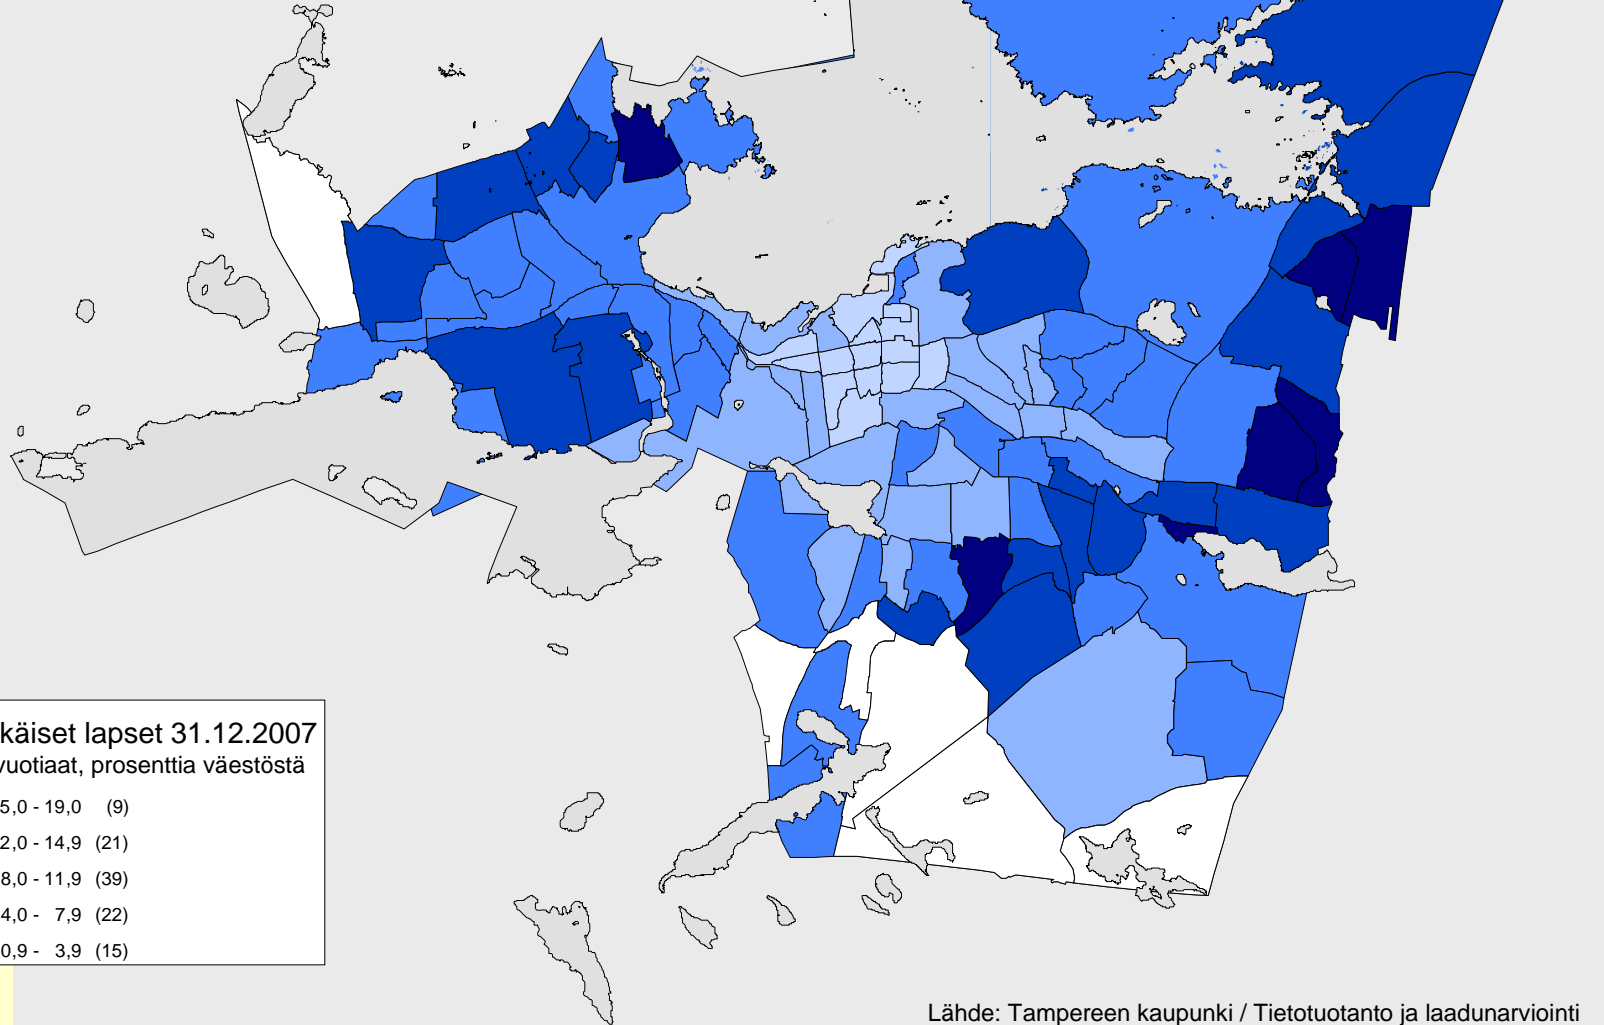 käiset lapset 31.12.2007
vuotiaat, prosenttia väestöstä
5,0 - 19,0 (9)
2,0 - 14,9 (21)
8,0 - 11,9 (39)
4,0 - 7,9 (22)
0,9 - 3,9 (15)
Lähde: Tampereen kaupunki / Tietotuotanto ja laadunarviointi